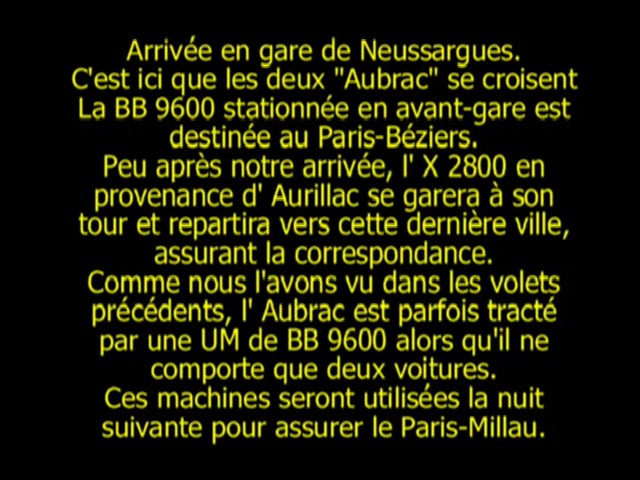 Arrivée en gare de Neussargues.
C'est ici que les deux "Aubrac" se croisent
La BB 9600 stationnée en avant-gare est
destinée au Paris-Béziers.
Peu après notre arrivée, l' X 2800 en
provenance d' Aurillac se garera à son
tour et repartira vers cette dernière ville,
assurant la correspondance.
Comme nous l'avons vu dans les volets
précédents, l' Aubrac est parfois tracté
par une UM de BB 9600 alors qu'il ne
comporte que deux voitures.
Ces machines seront utilisées la nuit
suivante pour assurer le Paris-Millau.